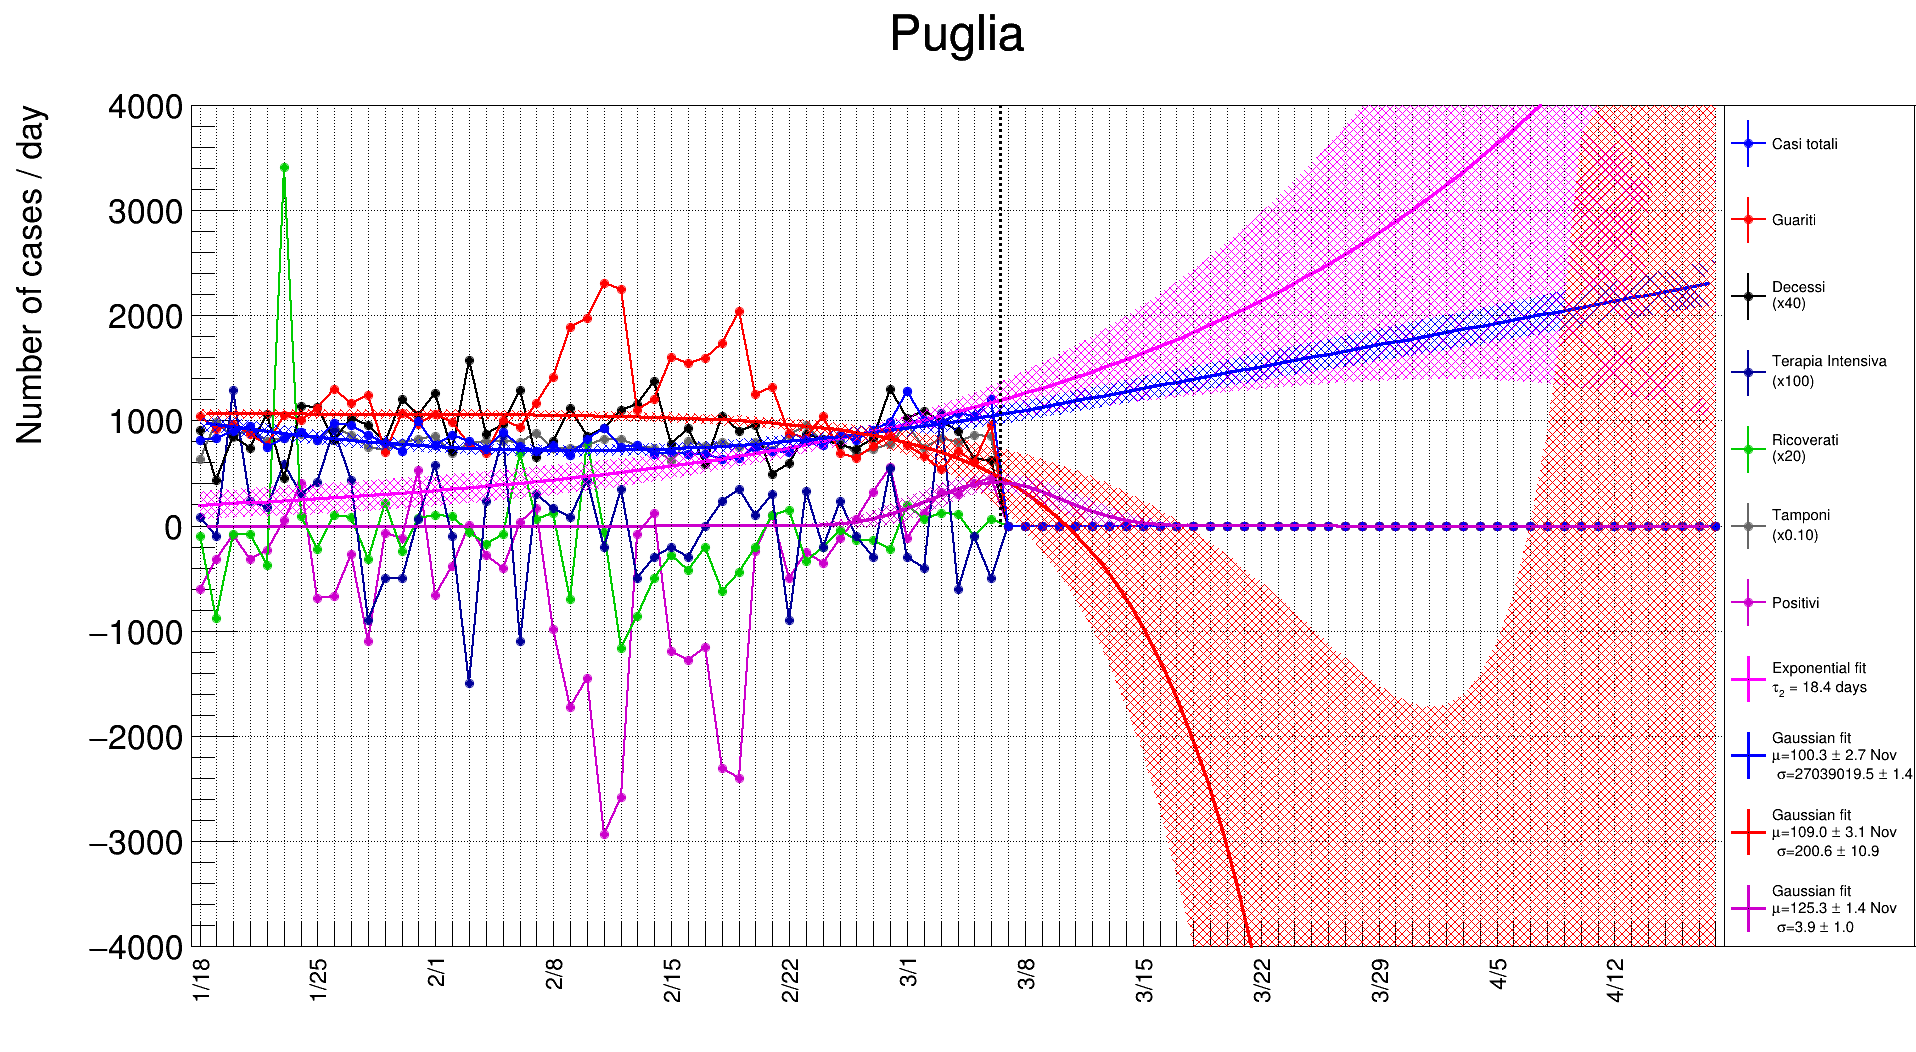 Puglia
Number of cases / day
4000
3000
2000
1000
0
−1000
−2000
−3000
−4000
1/18
1/25
2/1
2/8
2/15
2/22
3/1
3/8
3/15
3/22
3/29
4/5
4/12
Casi totali
Guariti
Decessi
(x40)
Terapia Intensiva
(x100)
Ricoverati
(x20)
Tamponi
(x0.10)
Positivi
Exponential fit
τ2 = 18.4 days
Gaussian fit
μ=100.3 ± 2.7 Nov
σ=27039019.5 ± 1.4
Gaussian fit
μ=109.0 ± 3.1 Nov
σ=200.6 ± 10.9
Gaussian fit
μ=125.3 ± 1.4 Nov
σ=3.9 ± 1.0